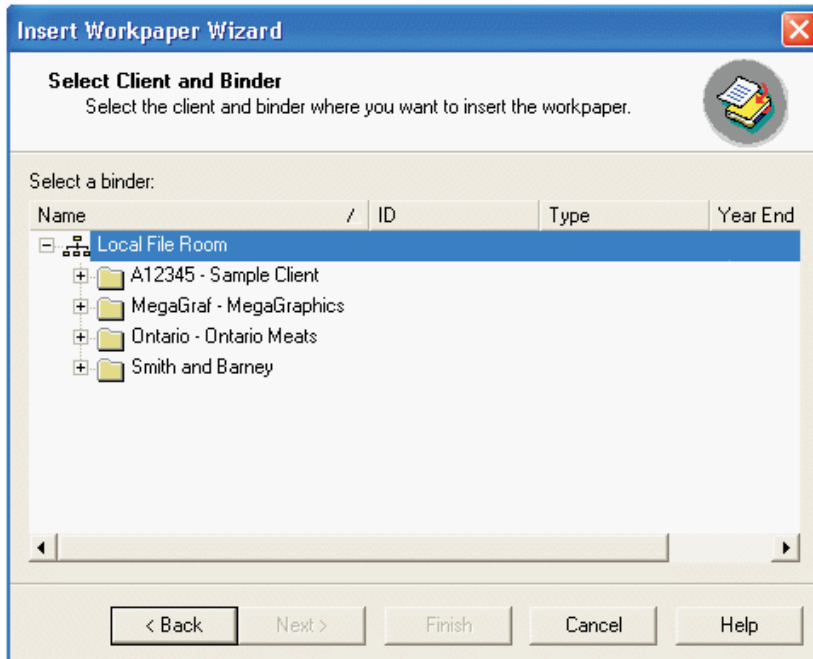 Insert Workpaper Wizard
Select Client and Binder
Select the client and binder where you want to insert the workpaper.
Select a binder:
Name / ID Type Year End
Local File Room
A12345 - Sample Client
MegaGraf - MegaGraphics
Ontario - Ontario Meats
Smith and Barney
< Back Next > Finish Cancel Help